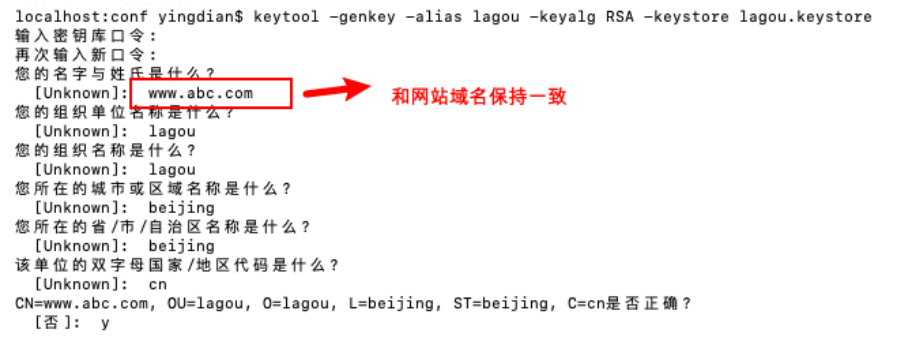 localhost:conf yingdian$ keytool -genkey -alias lagou -keyalg RSA -keystore lagou.keystore
输入密钥库口令:
再次输入新口令:
您的名字与姓氏是什么?
[Unknown]: www.abc.com
和网站域名保持一致
您的组织单位名称是什么?
[Unknown]: lagou
您的组织名称是什么?
[Unknown]: lagou
您所在的城市或区域名称是什么?
[Unknown]: beijing
您所在的省/市/自治区名称是什么?
[Unknown]: beijing
该单位的双字母国家/地区代码是什么?
[Unknown]: cn
CN=www.abc.com, OU=lagou, O=lagou, L=beijing, ST=beijing, C=cn是否正确?
[否]: y